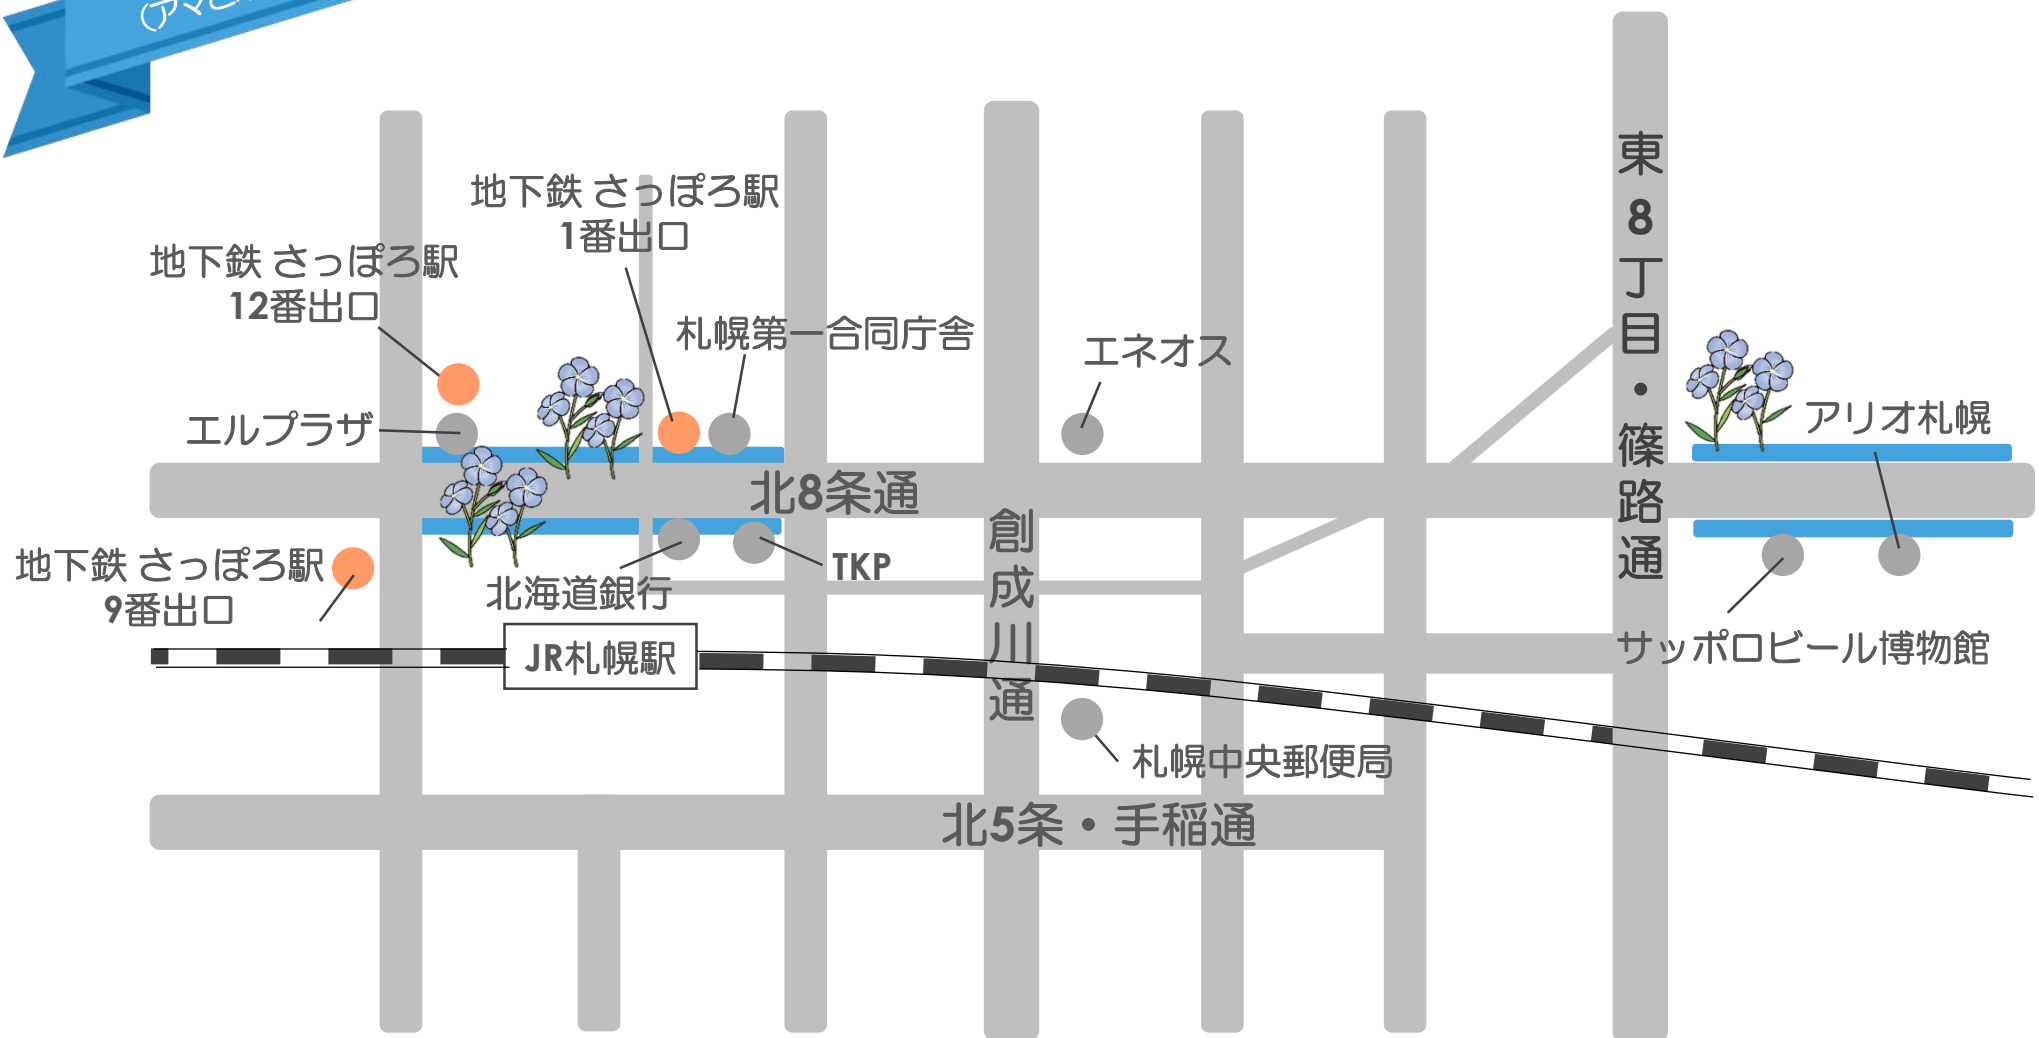 (アマ
地下鉄 さっぽろ駅
1番出口
地下鉄 さっぽろ駅
12番出口
札幌第一合同庁舎
エネオス
エルプラザ
アリオ札幌
東8丁目・篠路通
北8条通
創成川通
地下鉄 さっぽろ駅
9番出口
北海道銀行
TKP
JR札幌駅
サッポロビール博物館
札幌中央郵便局
北5条・手稲通